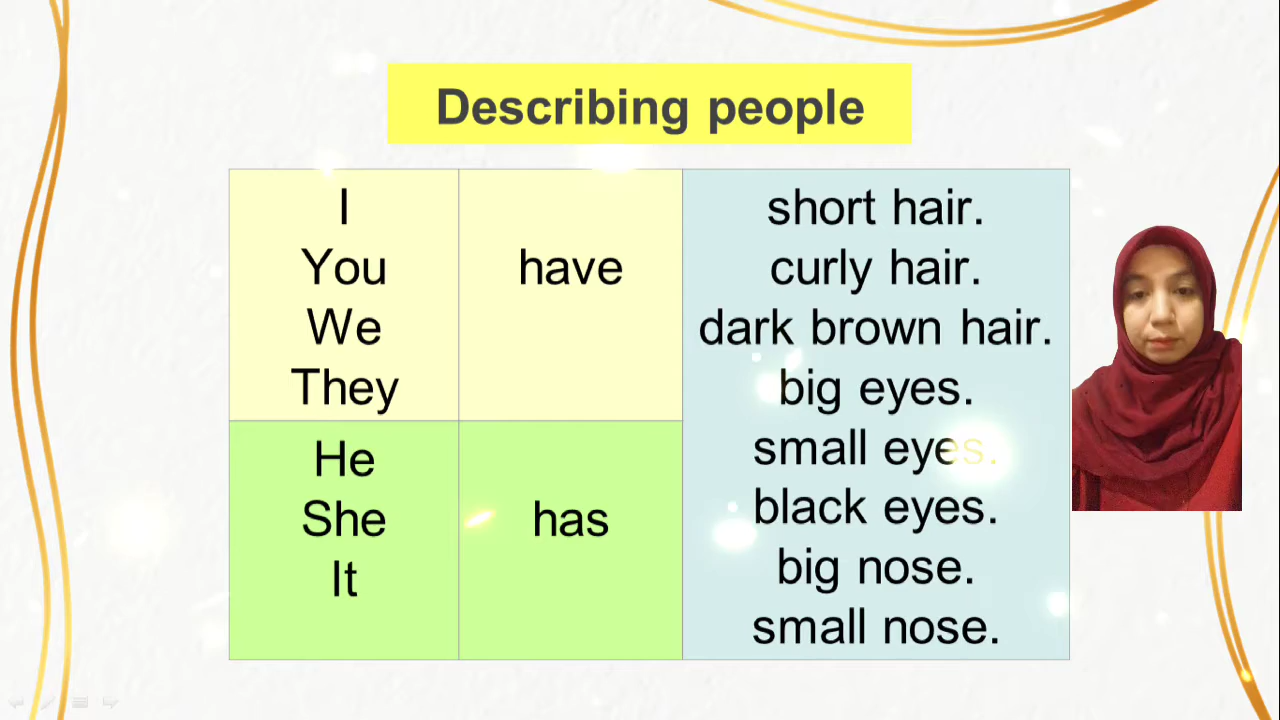 Describing people
I
You
We
They
have
He
She
It
has
short hair.
curly hair.
dark brown hair.
big eyes.
small eyes.
black eyes.
big nose.
small nose.